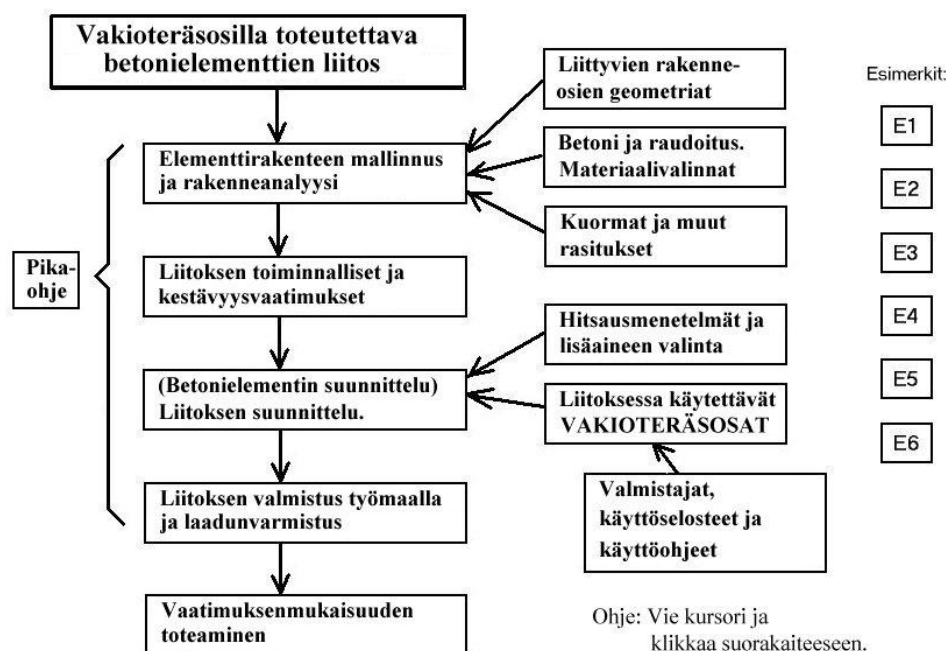 Vakioteräsosilla toteutettava
betonielementtien liitos
Liittyvien rakenne-
osien geometriat
Esimerkit:
E1
Elementtirakenteen mallinnus
ja rakenneanalyysi
Betoni ja raudoitus.
Materiaalivalinnat
E2
Kuormat ja muut
rasitukset
E3
Pika-
ohje
Liitoksen toiminnalliset ja
kestävyysvaatimukset
Hitsausmenetelmät ja
lisäaineen valinta
E4
(Betonielementin suunnittelu)
Liitoksen suunnittelu.
Liitoksessa käytettävät
VAKIOTERÄSOSAT
E5
E6
Liitoksen valmistus työmaalla
ja laadunvarmistus
Valmistajat,
käyttöselosteet ja
käyttöohjeet
Vaatimuksenmukaisuuden
toteaminen
Ohje: Vie kursori ja
klikkaa suorakaiteeseen.